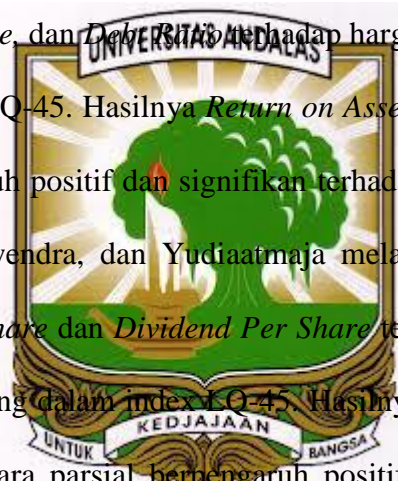 e, dan Debt Ratio terhadap harg
UNIVERSITAS ANDALAS
Q-45. Hasilnya Return on Asse
uh positif dan signifikan terhad
vendra, dan Yudiaatmaja mela
hare dan Dividend Per Share te
ng dalam index LQ-45. Hasilny
KEDJAJAAN
UNTUK BANGSA
ara parsial berpengaruh positif